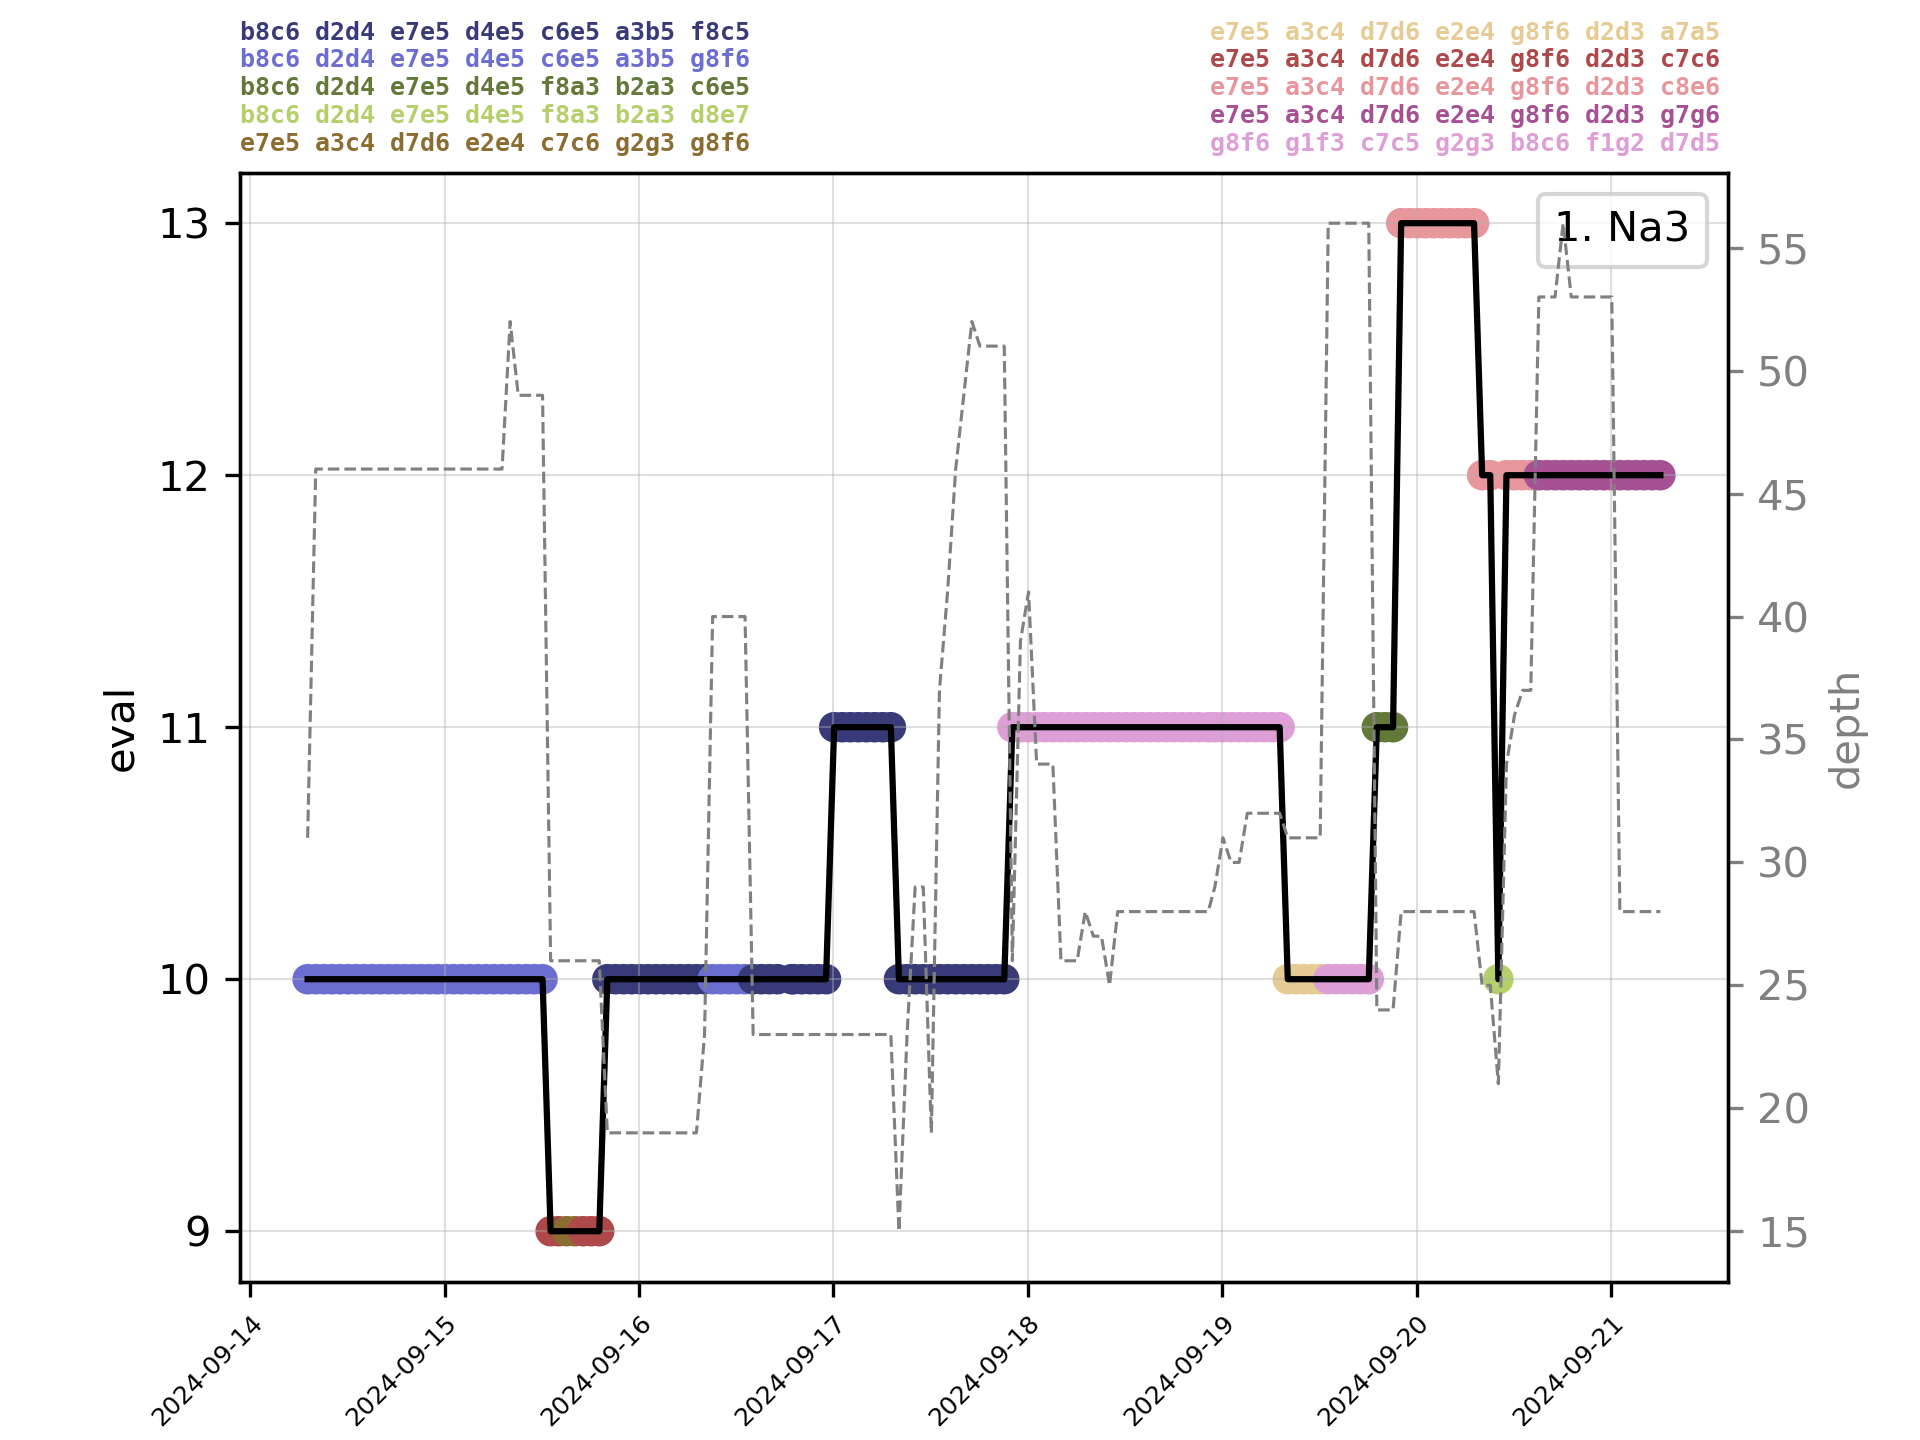 b8c6 d2d4 e7e5 d4e5 c6e5 a3b5 f8c5
b8c6 d2d4 e7e5 d4e5 c6e5 a3b5 g8f6
b8c6 d2d4 e7e5 d4e5 f8a3 b2a3 c6e5
b8c6 d2d4 e7e5 d4e5 f8a3 b2a3 d8e7
e7e5 a3c4 d7d6 e2e4 c7c6 g2g3 g8f6
e7e5 a3c4 d7d6 e2e4 g8f6 d2d3 a7a5
e7e5 a3c4 d7d6 e2e4 g8f6 d2d3 c7c6
e7e5 a3c4 d7d6 e2e4 g8f6 d2d3 c8e6
e7e5 a3c4 d7d6 e2e4 g8f6 d2d3 g7g6
g8f6 g1f3 c7c5 g2g3 b8c6 f1g2 d7d5
1. Na3
13
12
11
10
9
eval
55
50
45
40
35
30
25
20
15
depth
2024-09-14
2024-09-15
2024-09-16
2024-09-17
2024-09-18
2024-09-19
2024-09-20
2024-09-21